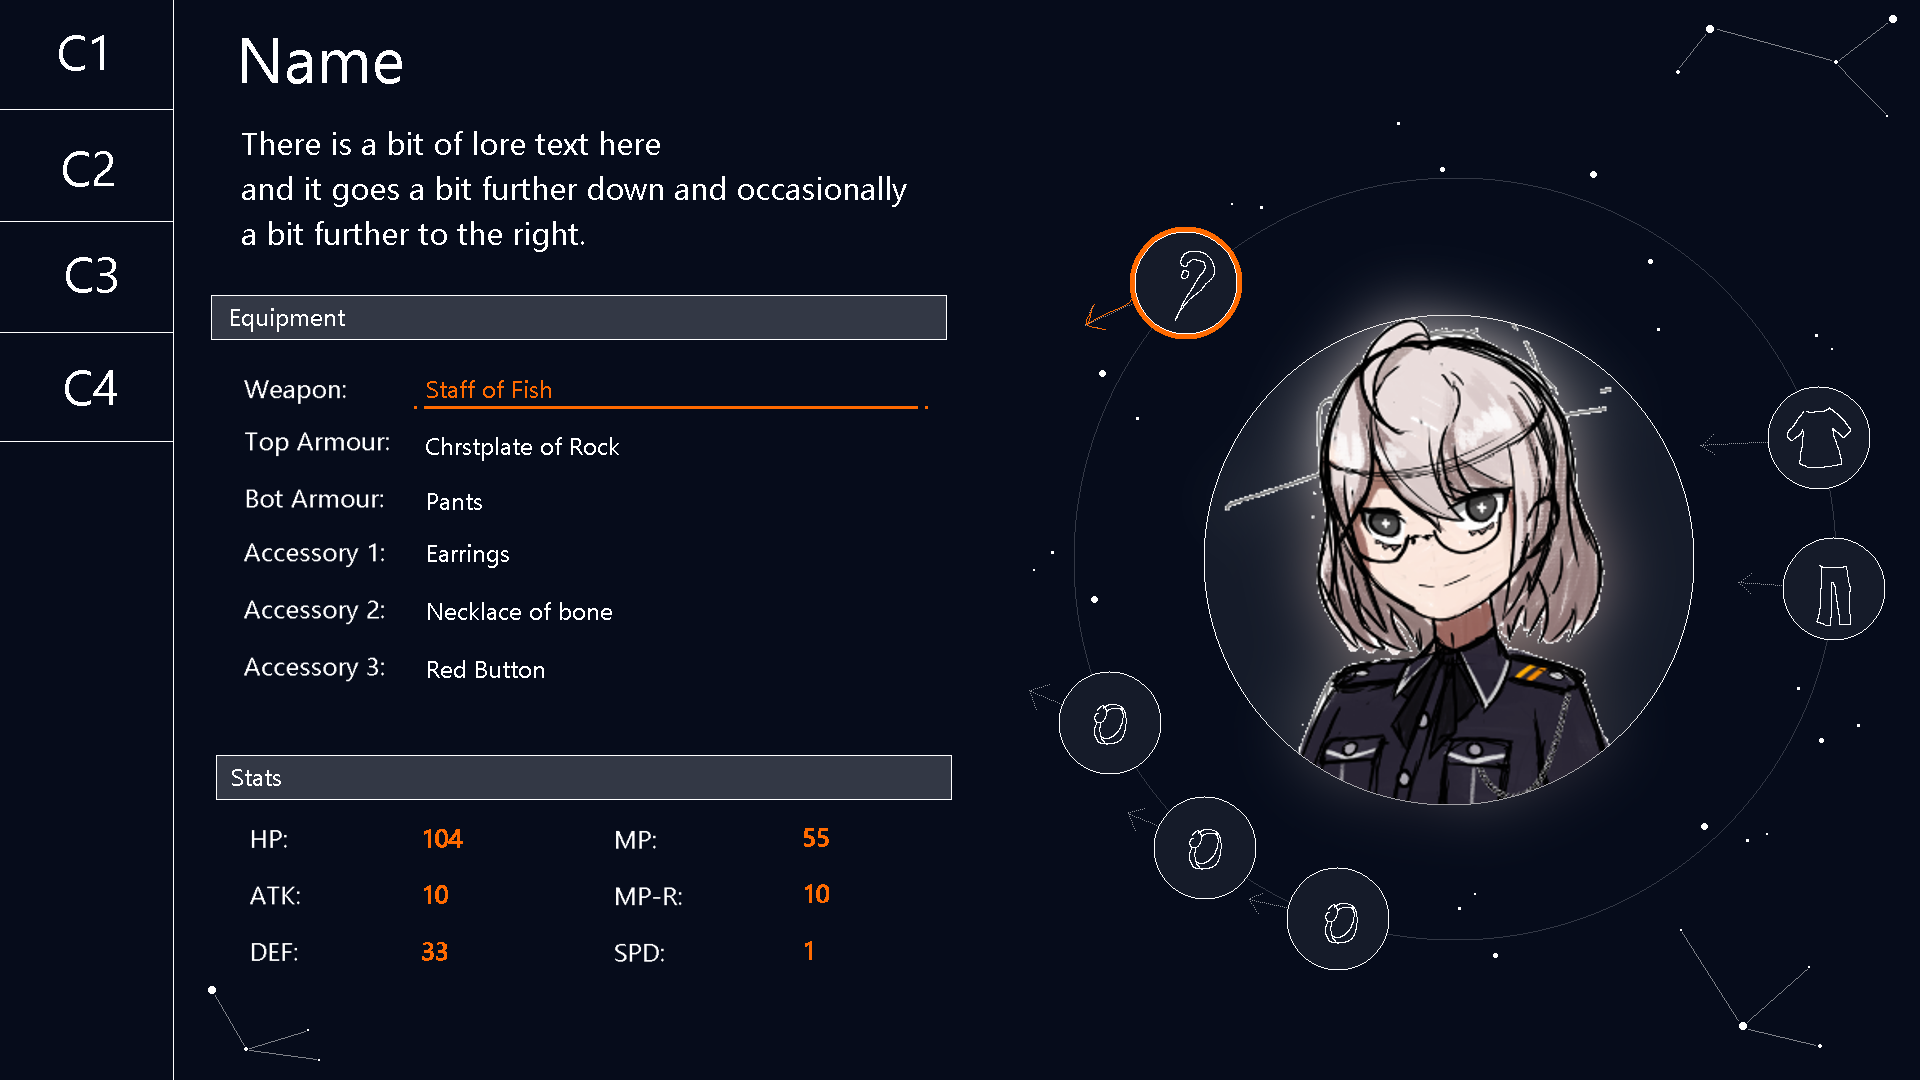 C1
C2
C3
C4
Name
There is a bit of lore text here
and it goes a bit further down and occasionally
a bit further to the right.
Equipment
Weapon: Staff of Fish
Top Armour: Chrstplate of Rock
Bot Armour: Pants
Accessory 1: Earrings
Accessory 2: Necklace of bone
Accessory 3: Red Button
Stats
HP: 104 MP: 55
ATK: 10 MP-R: 10
DEF: 33 SPD: 1